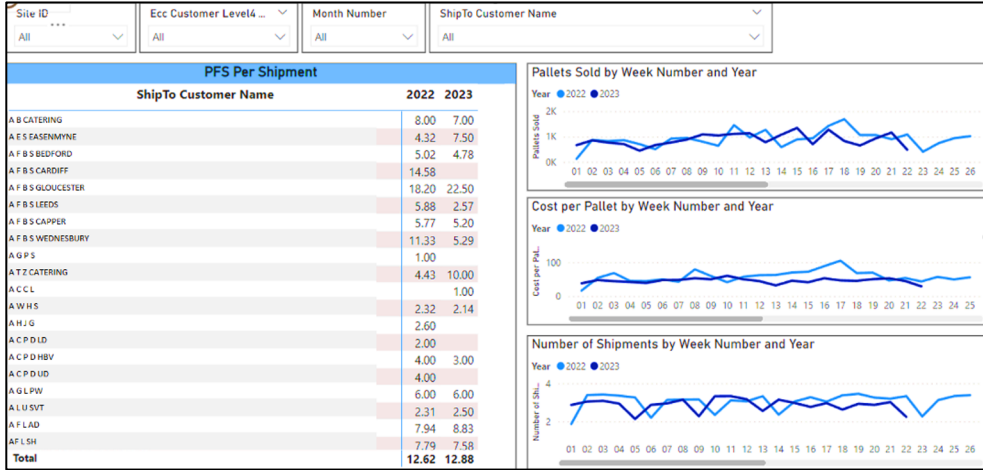 Site ID
Ecc Customer Level4 ...
Month Number
ShipTo Customer Name
All
All
All
All
PFS Per Shipment
ShipTo Customer Name 2022 2023
A B CATERING 8.00 7.00
A E S EASENMYNE 4.32 7.50
A F B S BEDFORD 5.02 4.78
A F B S CARDIFF 14.58
A F B S GLOUCESTER 18.20 22.50
A F B S LEEDS 5.88 2.57
A F B S CAPPER 5.77 5.20
A F B S WEDNESBURY 11.33 5.29
A G P S 1.00
A T Z CATERING 4.43 10.00
A C C L 1.00
A W H S 2.32 2.14
A H J G 2.60
A C P D LD 2.00
A C P D HBV 4.00 3.00
A C P D UD 4.00
A G L P W 6.00 6.00
A L U S V T 2.31 2.50
A F L A D 7.94 8.83
A F L S H 7.79 7.58
Total 12.62 12.88
Pallets Sold by Week Number and Year
Year 2022 2023
Pallets Sold
2K
1K
0K
01 02 03 04 05 06 07 08 09 10 11 12 13 14 15 16 17 18 19 20 21 22 23 24 25 26
Cost per Pallet by Week Number and Year
Year 2022 2023
Cost per Pal...
100
0
01 02 03 04 05 06 07 08 09 10 11 12 13 14 15 16 17 18 19 20 21 22 23 24 25
Number of Shipments by Week Number and Year
Year 2022 2023
Number of Shi...
4
2
01 02 03 04 05 06 07 08 09 10 11 12 13 14 15 16 17 18 19 20 21 22 23 24 25 26